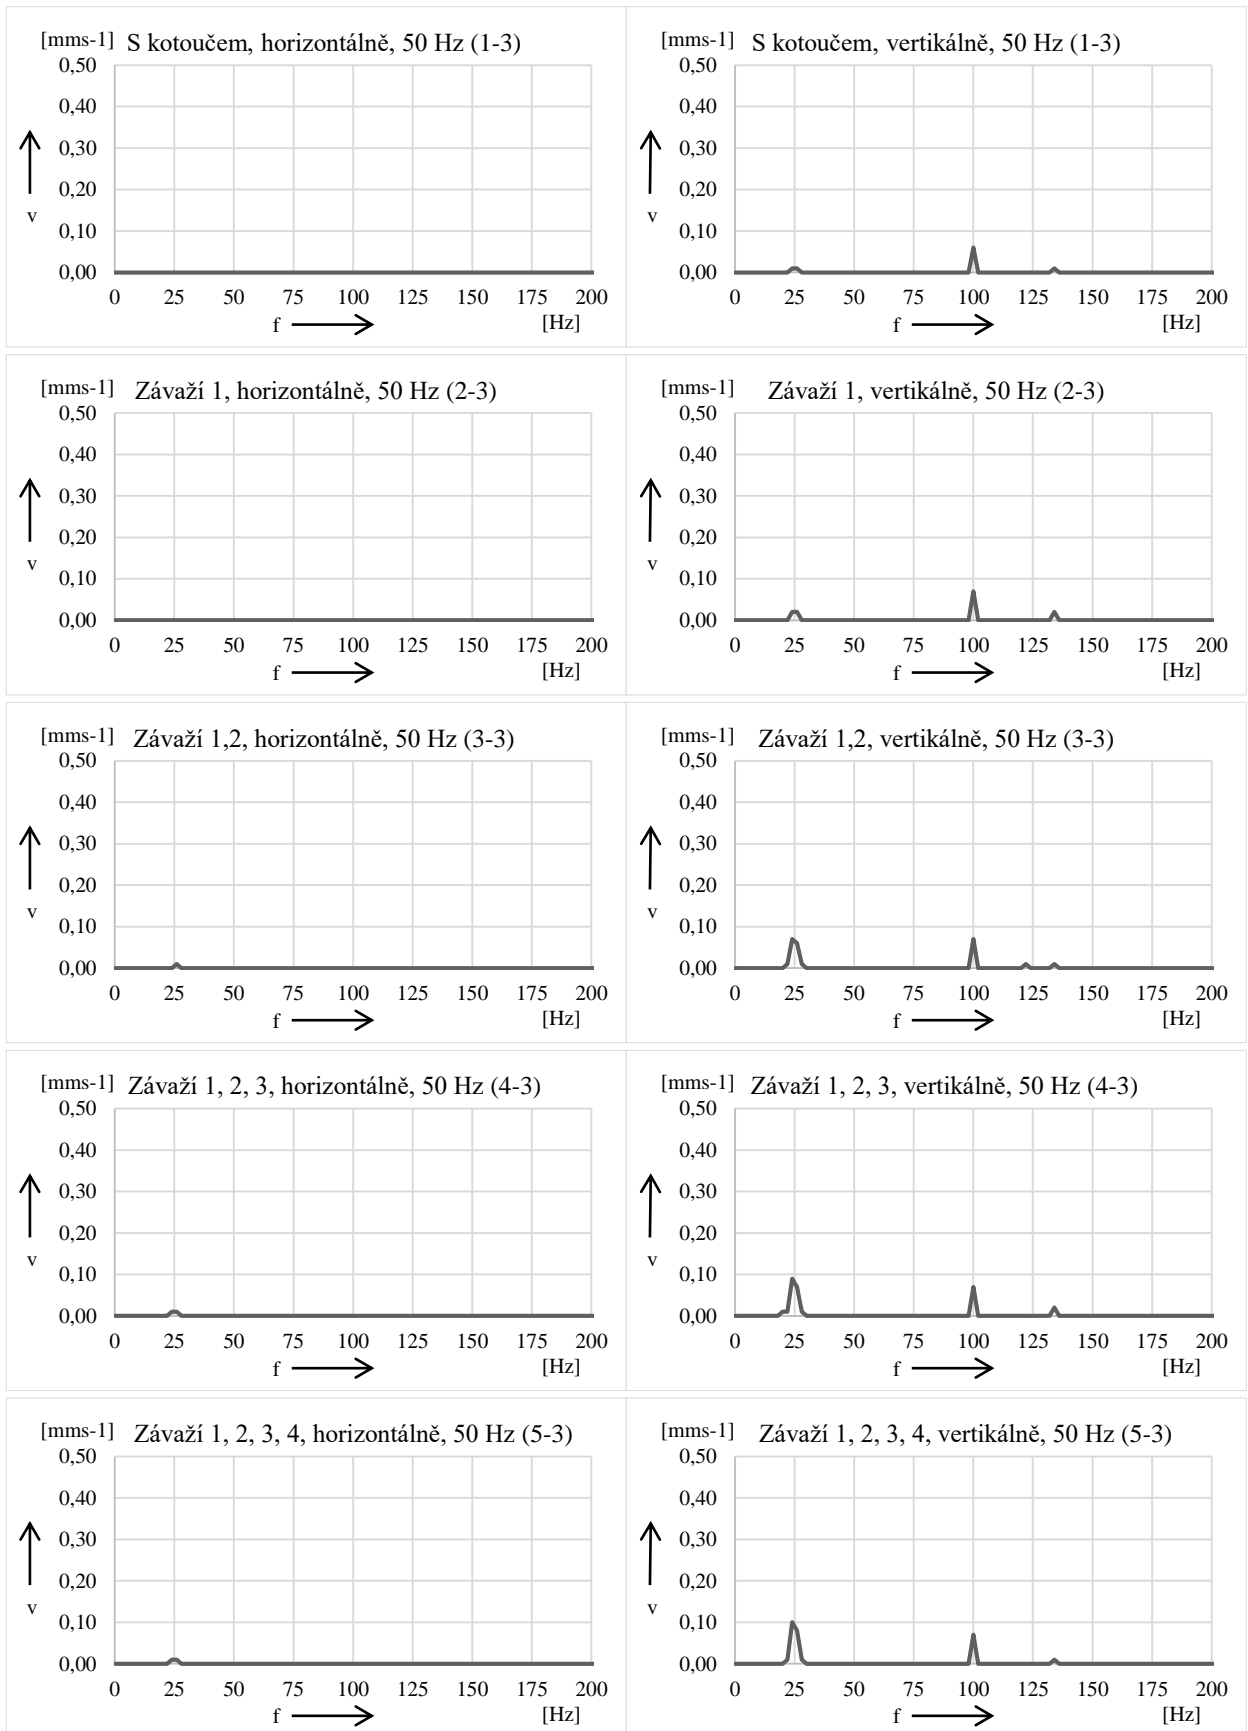 [mms-1] S kotoučem, horizontálně, 50 Hz (1-3)
0,50
0,40
0,30
0,20
v
0,10
0,00
0 25 50 75 100 125 150 175 200
f [Hz]
[mms-1] S kotoučem, vertikálně, 50 Hz (1-3)
0,50
0,40
0,30
0,20
v
0,10
0,00
0 25 50 75 100 125 150 175 200
f [Hz]
[mms-1] Závaží 1, horizontálně, 50 Hz (2-3)
0,50
0,40
0,30
0,20
v
0,10
0,00
0 25 50 75 100 125 150 175 200
f [Hz]
[mms-1] Závaží 1, vertikálně, 50 Hz (2-3)
0,50
0,40
0,30
0,20
v
0,10
0,00
0 25 50 75 100 125 150 175 200
f [Hz]
[mms-1] Závaží 1,2, horizontálně, 50 Hz (3-3)
0,50
0,40
0,30
0,20
v
0,10
0,00
0 25 50 75 100 125 150 175 200
f [Hz]
[mms-1] Závaží 1,2, vertikálně, 50 Hz (3-3)
0,50
0,40
0,30
0,20
v
0,10
0,00
0 25 50 75 100 125 150 175 200
f [Hz]
[mms-1] Závaží 1, 2, 3, horizontálně, 50 Hz (4-3)
0,50
0,40
0,30
0,20
v
0,10
0,00
0 25 50 75 100 125 150 175 200
f [Hz]
[mms-1] Závaží 1, 2, 3, vertikálně, 50 Hz (4-3)
0,50
0,40
0,30
0,20
v
0,10
0,00
0 25 50 75 100 125 150 175 200
f [Hz]
[mms-1] Závaží 1, 2, 3, 4, horizontálně, 50 Hz (5-3)
0,50
0,40
0,30
0,20
v
0,10
0,00
0 25 50 75 100 125 150 175 200
f [Hz]
[mms-1] Závaží 1, 2, 3, 4, vertikálně, 50 Hz (5-3)
0,50
0,40
0,30
0,20
v
0,10
0,00
0 25 50 75 100 125 150 175 200
f [Hz]